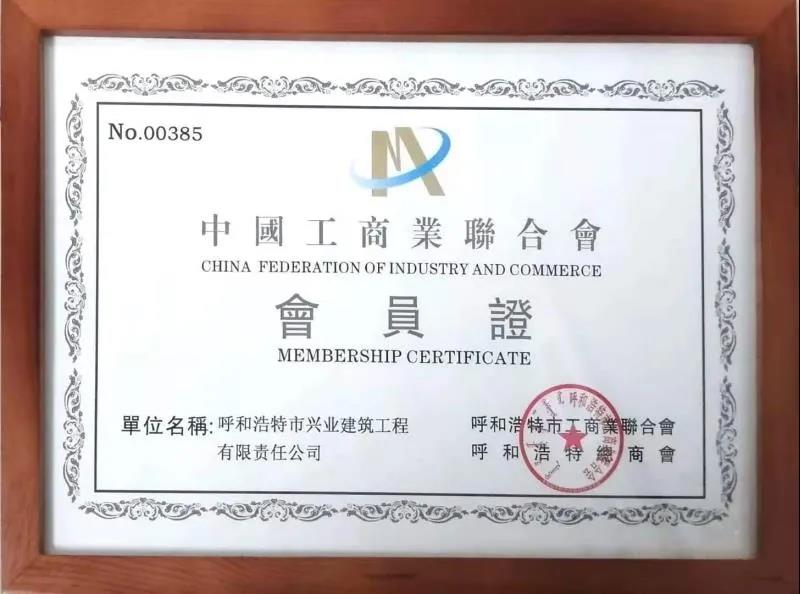 No.00385
中國工商業聯合會
CHINA FEDERATION OF INDUSTRY AND COMMERCE
會員證
MEMBERSHIP CERTIFICATE
單位名稱:呼和浩特市兴业建筑工程
有限责任公司
呼和浩特市工商業聯合會
呼和浩特總商會